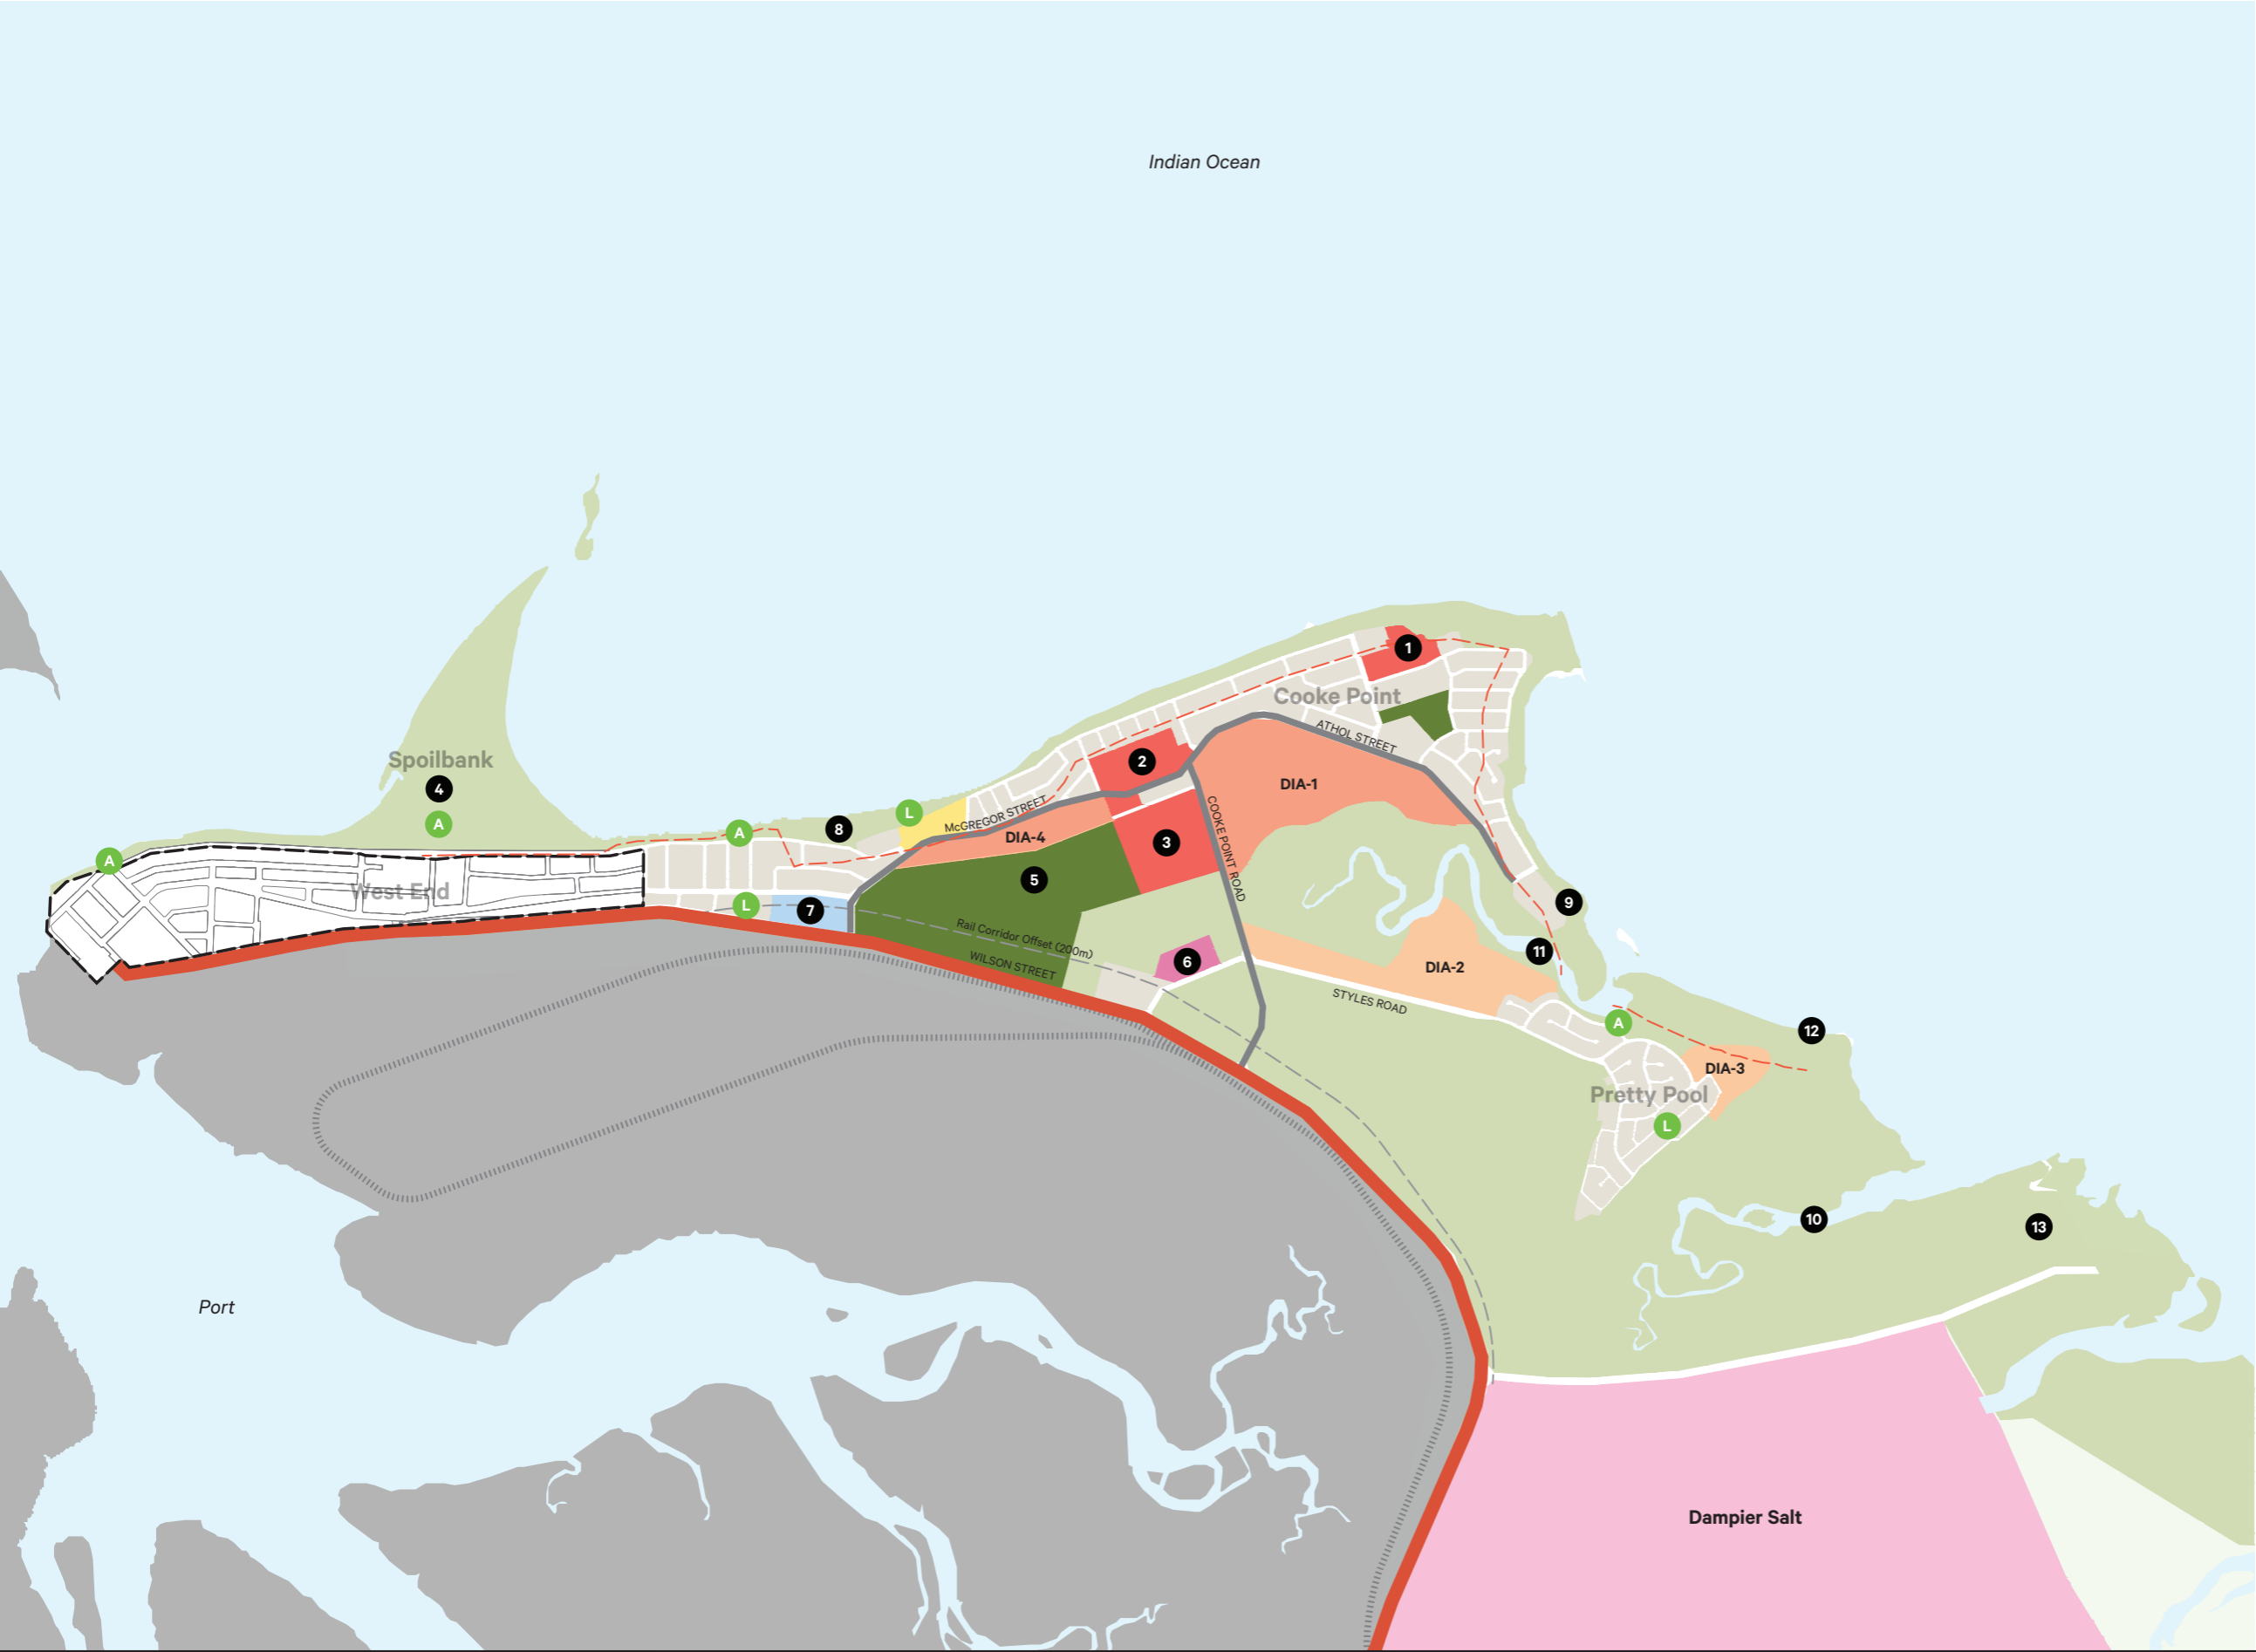 Indian Ocean
1
Cooke Point
ATHOL STREET
Spoilbank
4
A
2
DIA-1
L
McGREGOR STREET
COOKE POINT ROAD
A
8
DIA-4
3
A
West End
5
L
7
9
Rail Corridor Offset (200m)
WILSON STREET
6
DIA-2
11
STYLES ROAD
A
12
DIA-3
Pretty Pool
L
10
13
Port
Dampier Salt